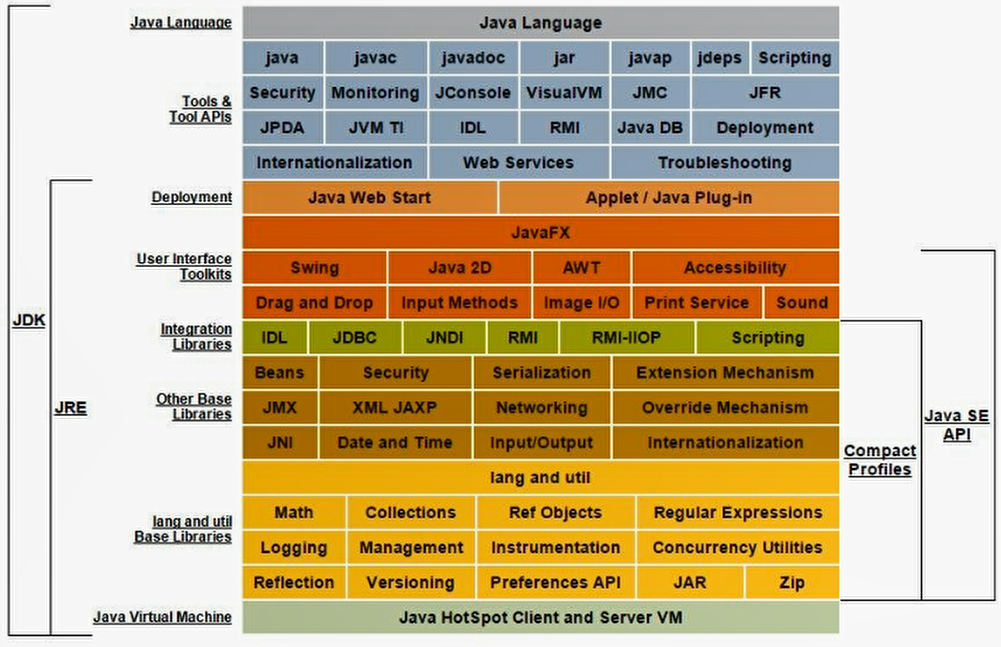 Java Language Java Language
java javac javadoc jar javap jdeps Scripting
Tools &
Tool APIs
Security Monitoring JConsole VisualVM JMC JFR
JPDA JVM TI IDL RMI Java DB Deployment
Internationalization Web Services Troubleshooting
Deployment Java Web Start Applet / Java Plug-in
JavaFX
User Interface
Toolkits
Swing Java 2D AWT Accessibility
Drag and Drop Input Methods Image I/O Print Service Sound
JDK
Integration
Libraries
IDL JDBC JNDI RMI RMI-IIOP Scripting
Beans Security Serialization Extension Mechanism
JRE
Other Base
Libraries
JMX XML JAXP Networking Override Mechanism
Java SE
API
JNI Date and Time Input/Output Internationalization
Compact
Profiles
lang and util
Math Collections Ref Objects Regular Expressions
lang and util
Base Libraries
Logging Management Instrumentation Concurrency Utilities
Reflection Versioning Preferences API JAR Zip
Java Virtual Machine Java HotSpot Client and Server VM